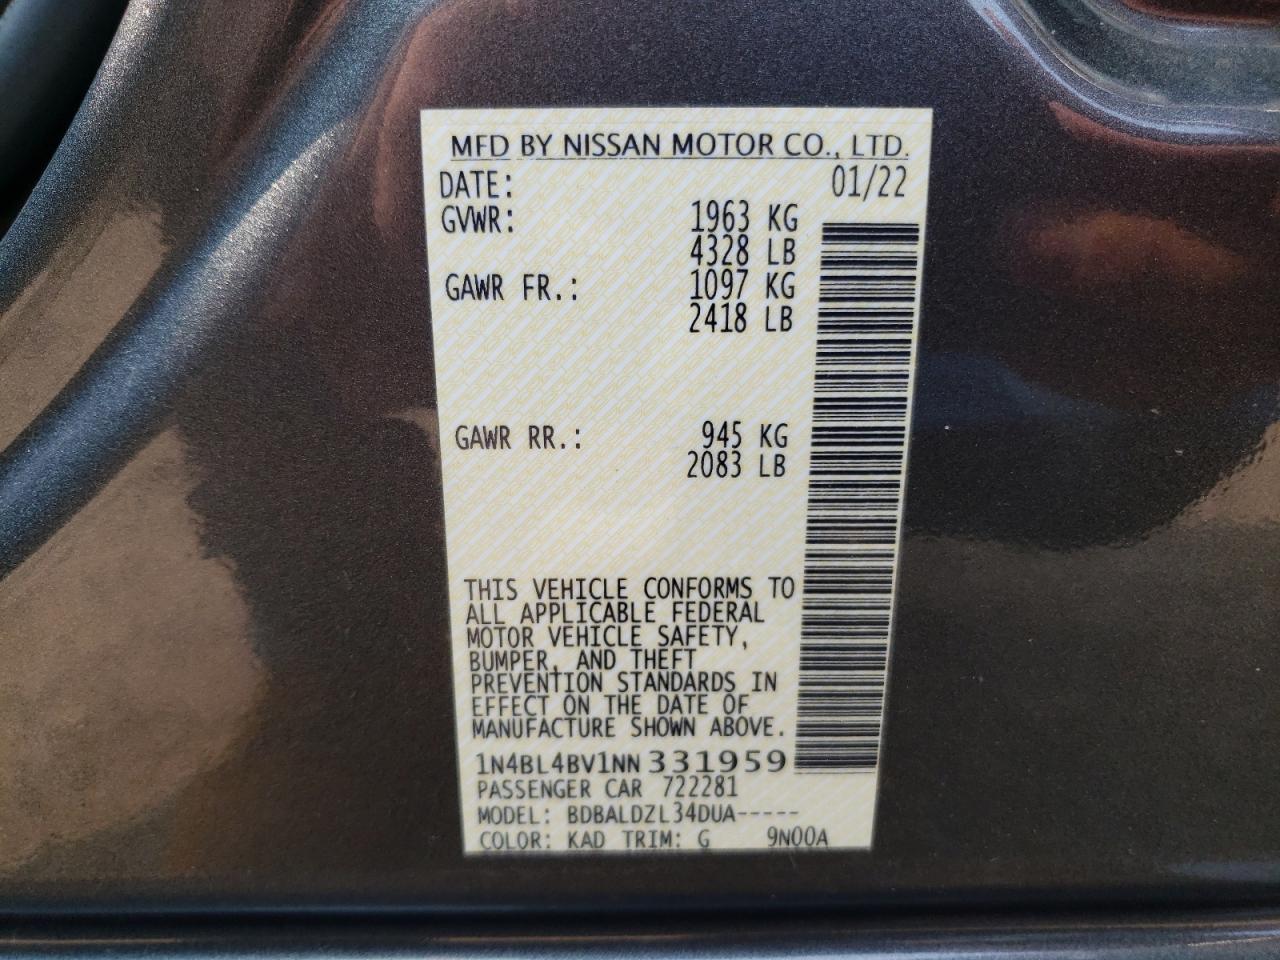 MFD BY NISSAN MOTOR CO., LTD.
DATE: 01/22
GVWR: 1963 KG
4328 LB
GAWR FR.: 1097 KG
2418 LB
GAWR RR.: 945 KG
2083 LB
THIS VEHICLE CONFORMS TO
ALL APPLICABLE FEDERAL
MOTOR VEHICLE SAFETY,
BUMPER, AND THEFT
PREVENTION STANDARDS IN
EFFECT ON THE DATE OF
MANUFACTURE SHOWN ABOVE.
1N4BL4BV1NN331959
PASSENGER CAR 722281
MODEL: BDBALDZL34DUA-----
COLOR: KAD TRIM: G 9N00A